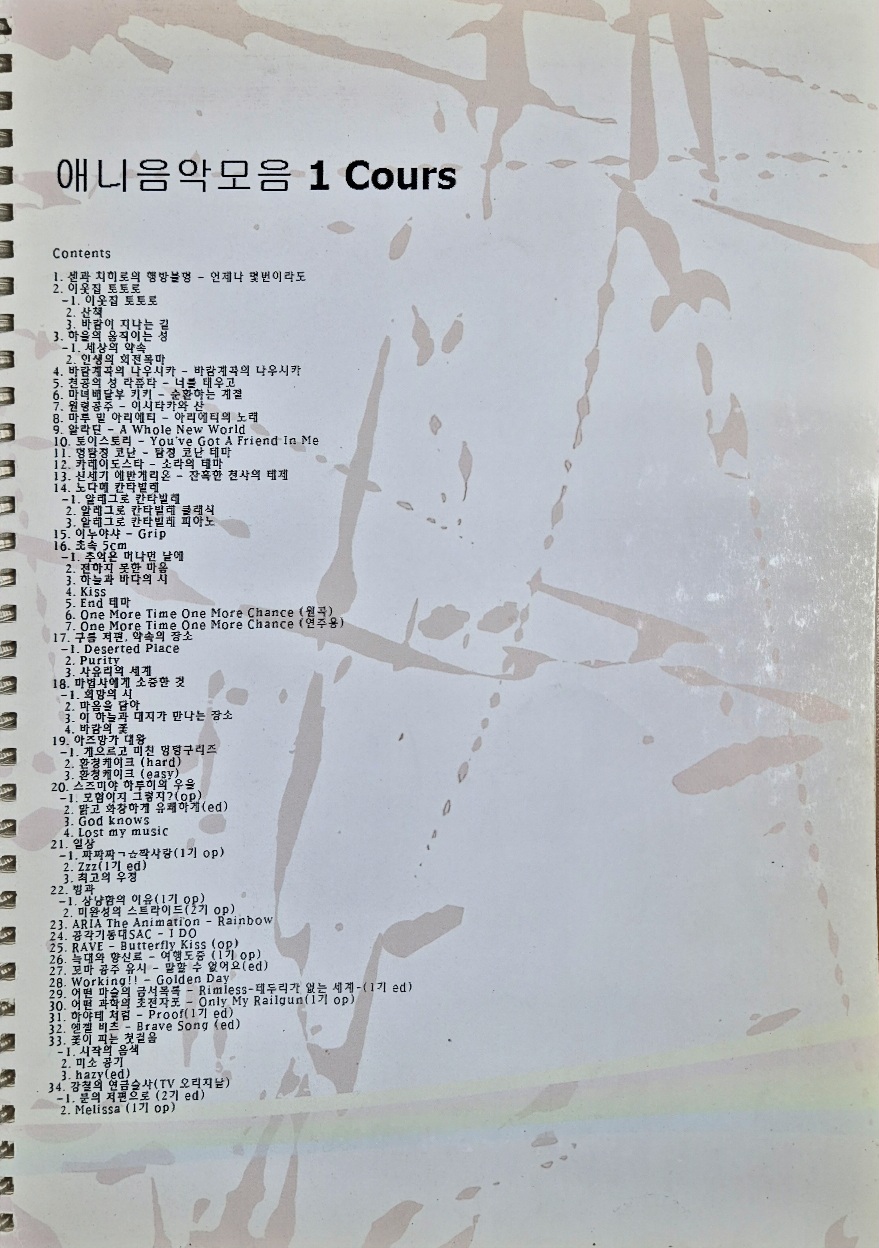 애니음악모음 1 Cours
Contents
1. 센과 치히로의 행방불명 - 언제나 몇번이라도
2. 이웃집 토토로
-1. 이웃집 토토로
2. 산책
3. 바람이 지나는 길
3. 하울의 움직이는 성
-1. 세상의 약속
2. 인생의 회전목마
4. 바람계곡의 나우시카 - 바람계곡의 나우시카
5. 천공의 성 라퓨타 - 너를 태우고
6. 마녀배달부 키키 - 순환하는 계절
7. 원령공주 - 이시타카와 산
8. 마루 밑 아리에티 - 아리에티의 노래
9. 알라딘 - A Whole New World
10. 토이스토리 - You've Got A Friend In Me
11. 명탐정 코난 - 탐정 코난 테마
12. 카레이도스타 - 소라의 테마
13. 신세기 에반게리온 - 잔혹한 천사의 테제
14. 노다메 칸타빌레
-1. 알레그로 칸타빌레
2. 알레그로 칸타빌레 클래식
3. 알레그로 칸타빌레 피아노
15. 이누야샤 - Grip
16. 초속 5cm
-1. 추억은 머나먼 날에
2. 전하지 못한 마음
3. 하늘과 바다의 시
4. Kiss
5. End 테마
6. One More Time One More Chance (원곡)
7. One More Time One More Chance (연주용)
17. 구름 저편, 약속의 장소
-1. Deserted Place
2. Purity
3. 사유리의 세계
18. 마법사에게 소중한 것
-1. 희망의 시
2. 마음을 담아
3. 이 하늘과 대지가 만나는 장소
4. 바람의 꽃
19. 아즈망가 대왕
-1. 게으르고 미친 멍텅구리즈
2. 환청케이크 (hard)
3. 환청케이크 (easy)
20. 스즈미야 하루히의 우울
-1. 모험이지 그렇지?(op)
2. 맑고 화창하게 유쾌하게(ed)
3. God knows
4. Lost my music
21. 일상
-1. 짜짜짜ㄱ☆짝사랑(1기 op)
2. Zzz(1기 ed)
3. 최고의 우정
22. 빙과
-1. 상냥함의 이유(1기 op)
2. 미완성의 스트라이드(2기 op)
23. ARIA The Animation - Rainbow
24. 공각기동대SAC - I DO
25. RAVE - Butterfly Kiss (op)
26. 늑대와 향신료 - 여행도중 (1기 op)
27. 꼬마 공주 유시 - 말할 수 없어요(ed)
28. Working!! - Golden Day
29. 어떤 마술의 금서목록 - Rimless-테두리가 없는 세계-(1기 ed)
30. 어떤 과학의 초전자포 - Only My Railgun(1기 op)
31. 하야테 처럼 - Proof(1기 ed)
32. 엔젤 비츠 - Brave Song (ed)
33. 꽃이 피는 첫걸음
-1. 시작의 음색
2. 미소 공기
3. hazy(ed)
34. 강철의 연금술사(TV 오리지날)
-1. 문의 저편으로 (2기 ed)
2. Melissa (1기 op)